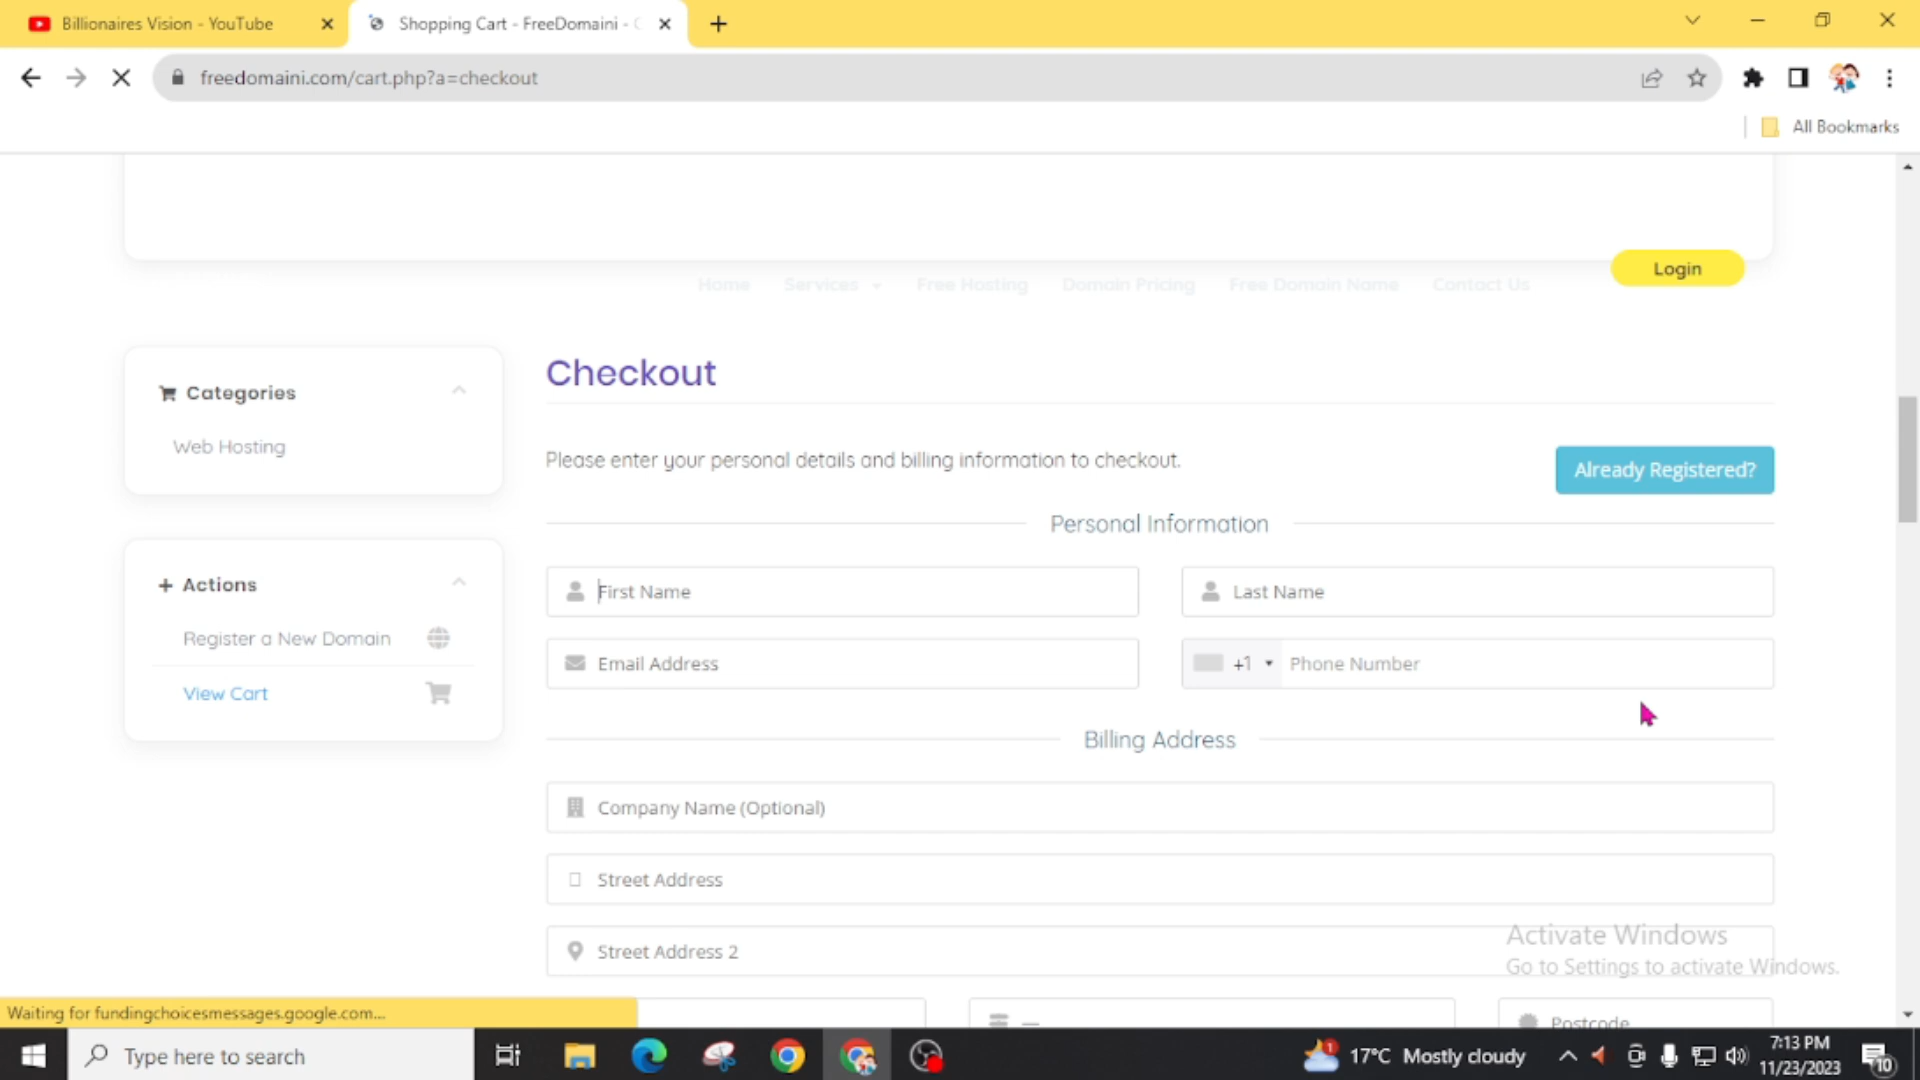 Billionaires Vision - YouTube
Shopping Cart - FreeDomaini -
freedomaini.com/cart.php?a=checkout
All Bookmarks
Login
Home Services Free Hosting Domain Pricing Free Domain Name Contact Us
Categories
Web Hosting
Actions
Register a New Domain
View Cart
Checkout
Please enter your personal details and billing information to checkout.
Already Registered?
Personal Information
First Name
Last Name
Email Address
+1
Phone Number
Billing Address
Company Name (Optional)
Street Address
Street Address 2
Postcode
Activate Windows
Go to Settings to activate Windows.
Waiting for fundingchoicesmessages.google.com...
Type here to search
1
17°C Mostly cloudy
7:13 PM
11/23/2023
10